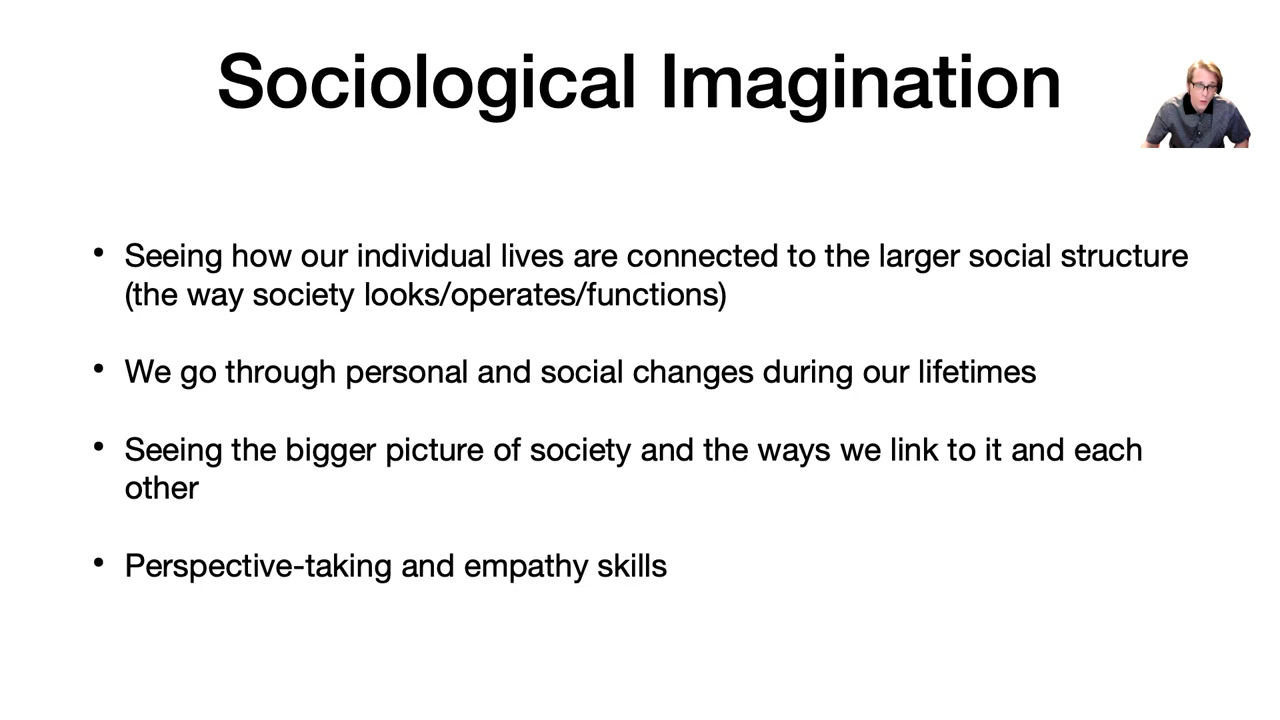 Sociological Imagination
• Seeing how our individual lives are connected to the larger social structure
(the way society looks/operates/functions)
• We go through personal and social changes during our lifetimes
• Seeing the bigger picture of society and the ways we link to it and each
other
• Perspective-taking and empathy skills